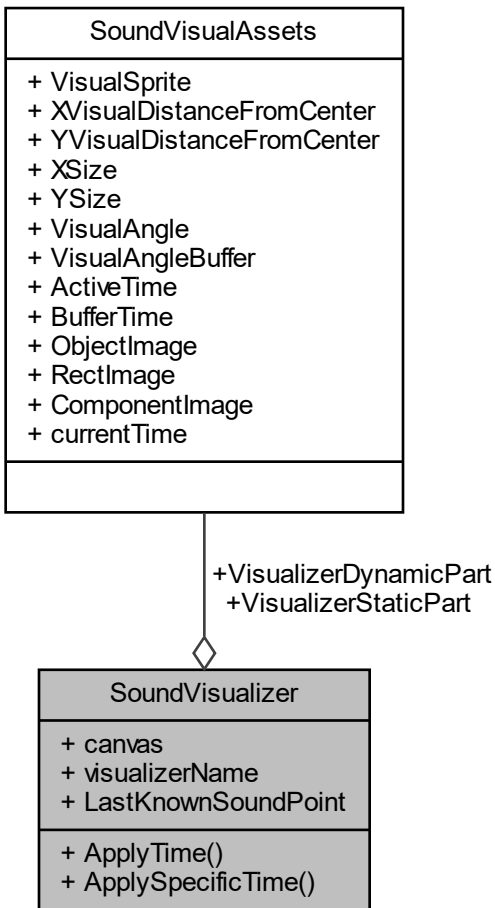 SoundVisualAssets
+ VisualSprite
+ XVisualDistanceFromCenter
+ YVisualDistanceFromCenter
+ XSize
+ YSize
+ VisualAngle
+ VisualAngleBuffer
+ ActiveTime
+ BufferTime
+ ObjectImage
+ RectImage
+ ComponentImage
+ currentTime
+VisualizerDynamicPart
+VisualizerStaticPart
SoundVisualizer
+ canvas
+ visualizerName
+ LastKnownSoundPoint
+ ApplyTime()
+ ApplySpecificTime()